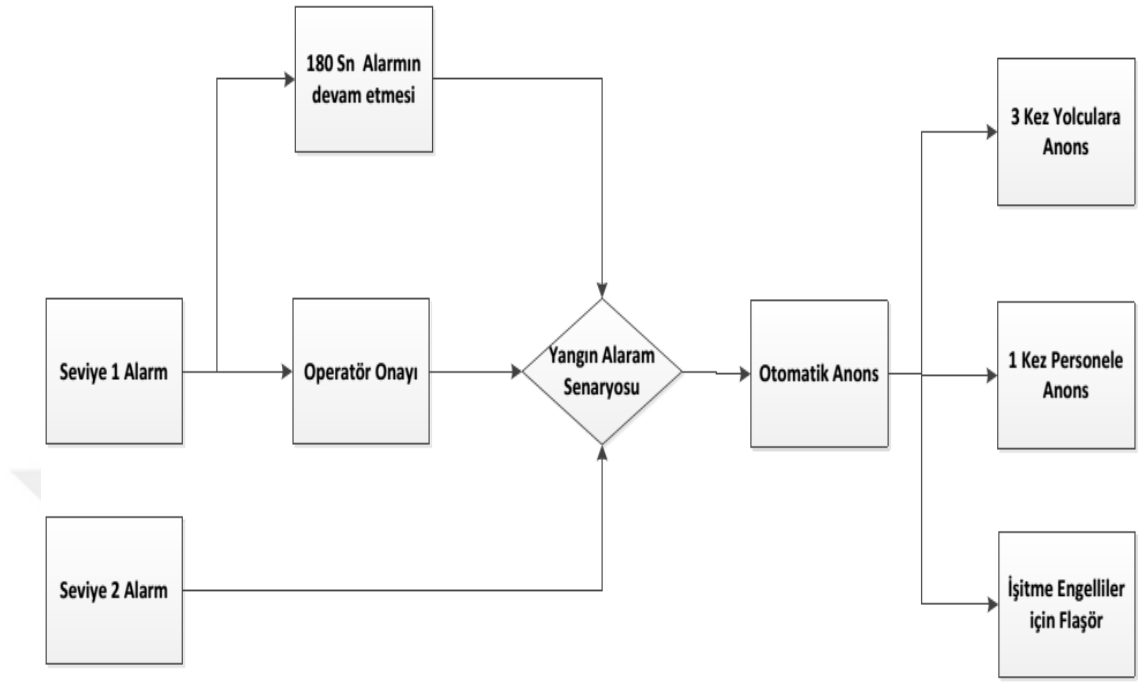 180 Sn Alarmın
devam etmesi
3 Kez Yolculara
Anons
Seviye 1 Alarm
Operatör Onayı
Yangın Alaram
Senaryosu
Otomatik Anons
1 Kez Personele
Anons
Seviye 2 Alarm
İşitme Engelliler
için Flaşör